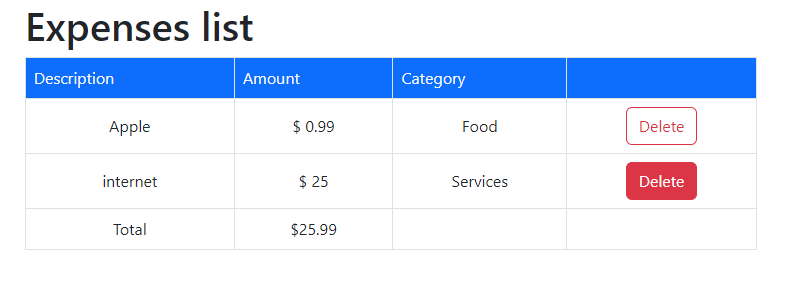 Expenses list
Description Amount Category
Apple $ 0.99 Food Delete
internet $ 25 Services Delete
Total $25.99